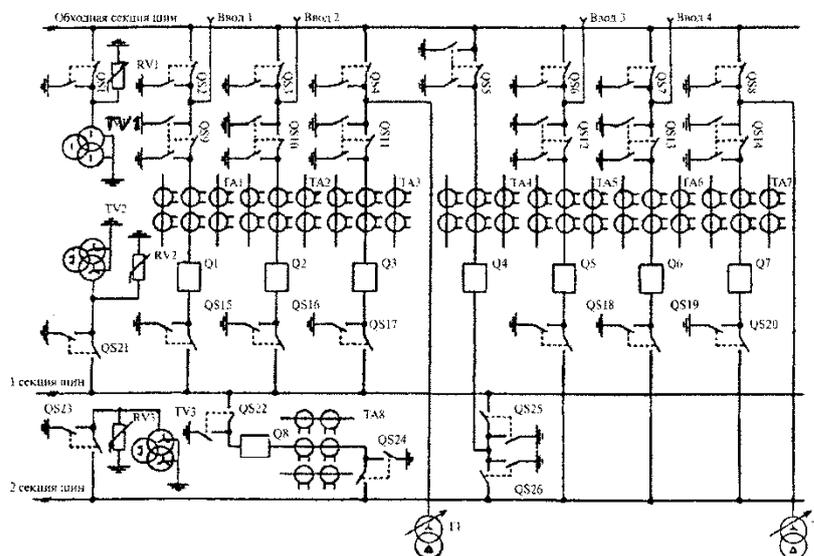 Обходная секция шин
Ввод 1
Ввод 2
Ввод 3
Ввод 4
RV1
QS1
QS2
QS3
QS4
QS5
QS6
QS7
QS8
TV1
QS9
QS10
QS11
QS12
QS13
QS14
TA1
TA2
TA3
TA4
TA5
TA6
TA7
TV2
RV2
Q1
Q2
Q3
Q4
Q5
Q6
Q7
QS15
QS16
QS17
QS18
QS19
QS20
QS21
1 секция шин
QS23
RV3
TV3
QS22
Q8
TA8
QS24
QS25
QS26
2 секция шин
T1